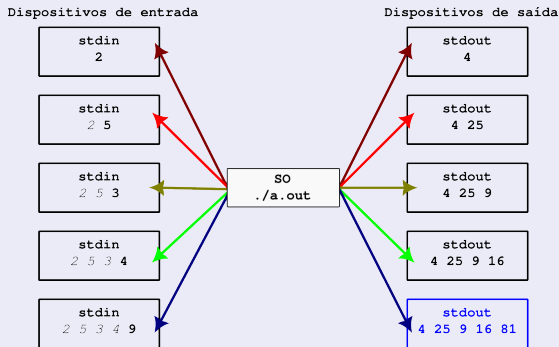 Dispositivos de entrada
Dispositivos de saída
stdin
2
stdout
4
stdin
2 5
stdout
4 25
stdin
2 5 3
SO
./a.out
stdout
4 25 9
stdin
2 5 3 4
stdout
4 25 9 16
stdin
2 5 3 4 9
stdout
4 25 9 16 81